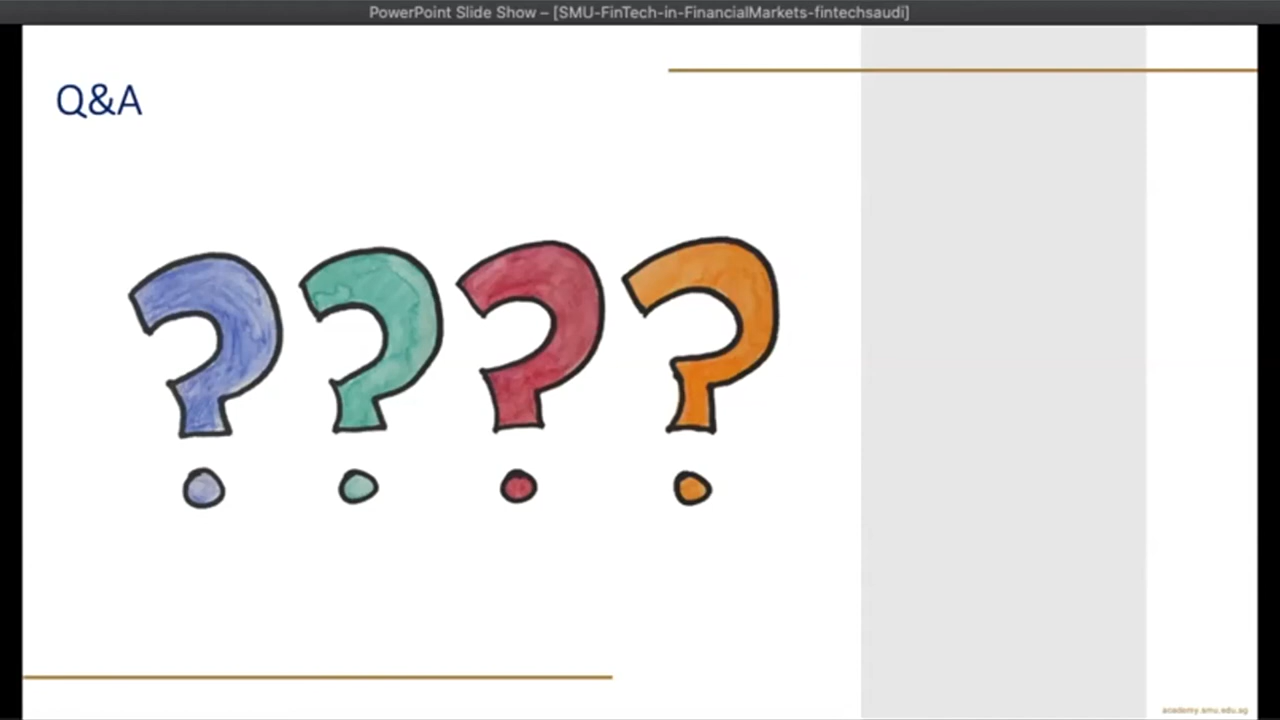 PowerPoint Slide Show – [SMU-FinTech-in-FinancialMarkets-fintechsaudi]
Q&A
? ? ? ?
academy.smu.edu.sg